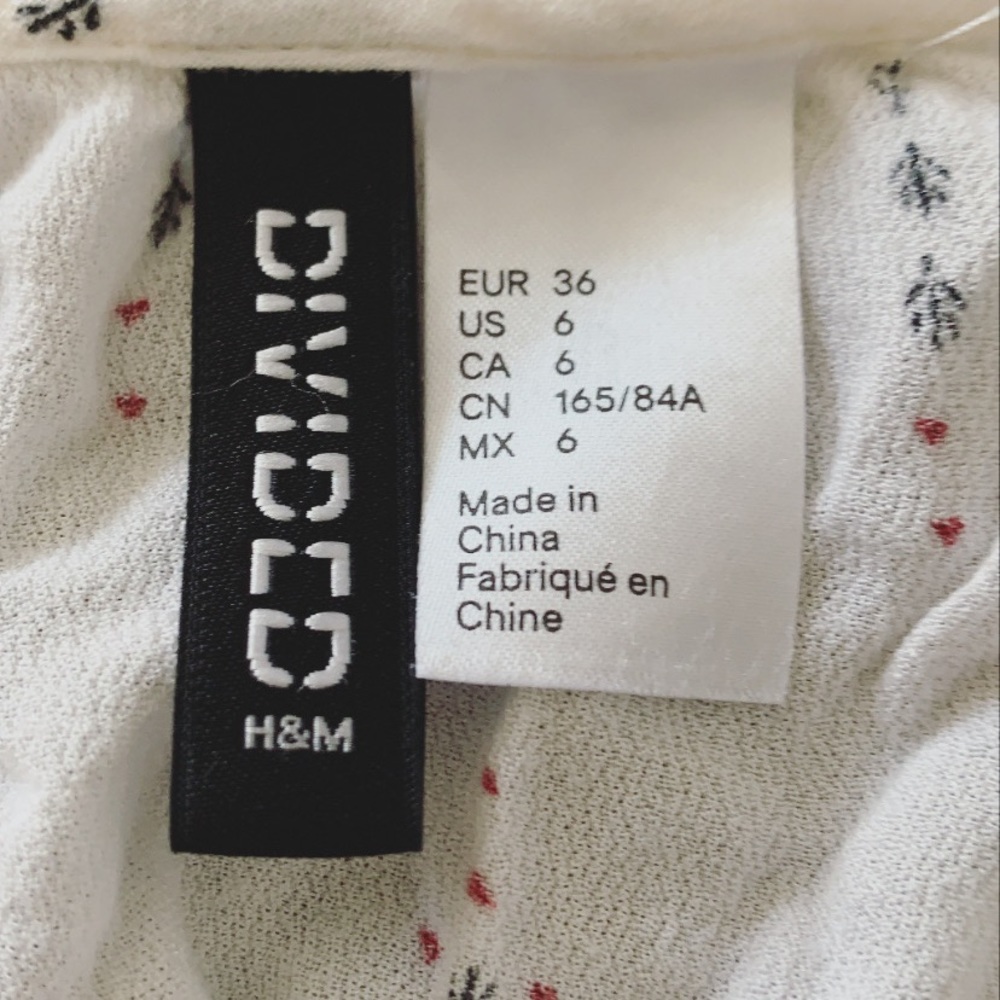 DIVIDED
H&M
EUR 36
US 6
CA 6
CN 165/84A
MX 6
Made in
China
Fabriqué en
Chine